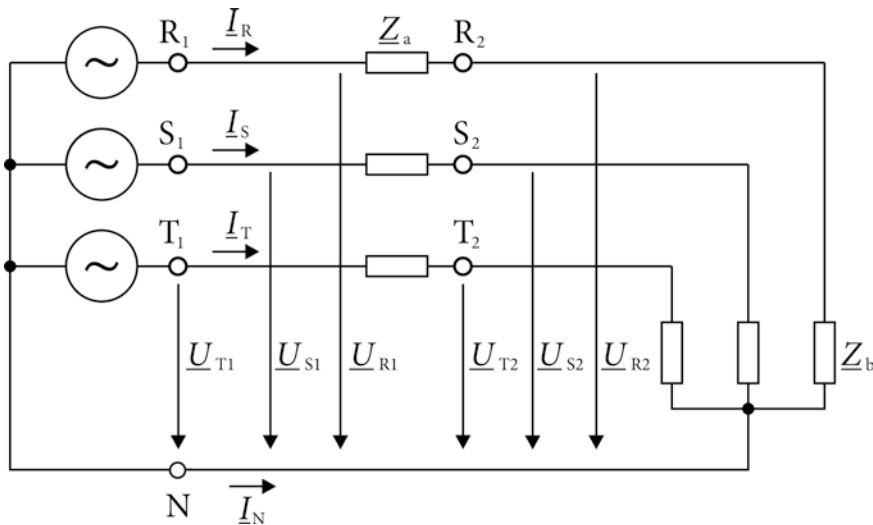 R₁ I_R Z_a R₂
S₁ I_S S₂
T₁ I_T T₂
U_T1 U_S1 U_R1 U_T2 U_S2 U_R2 Z_b
N
I_N